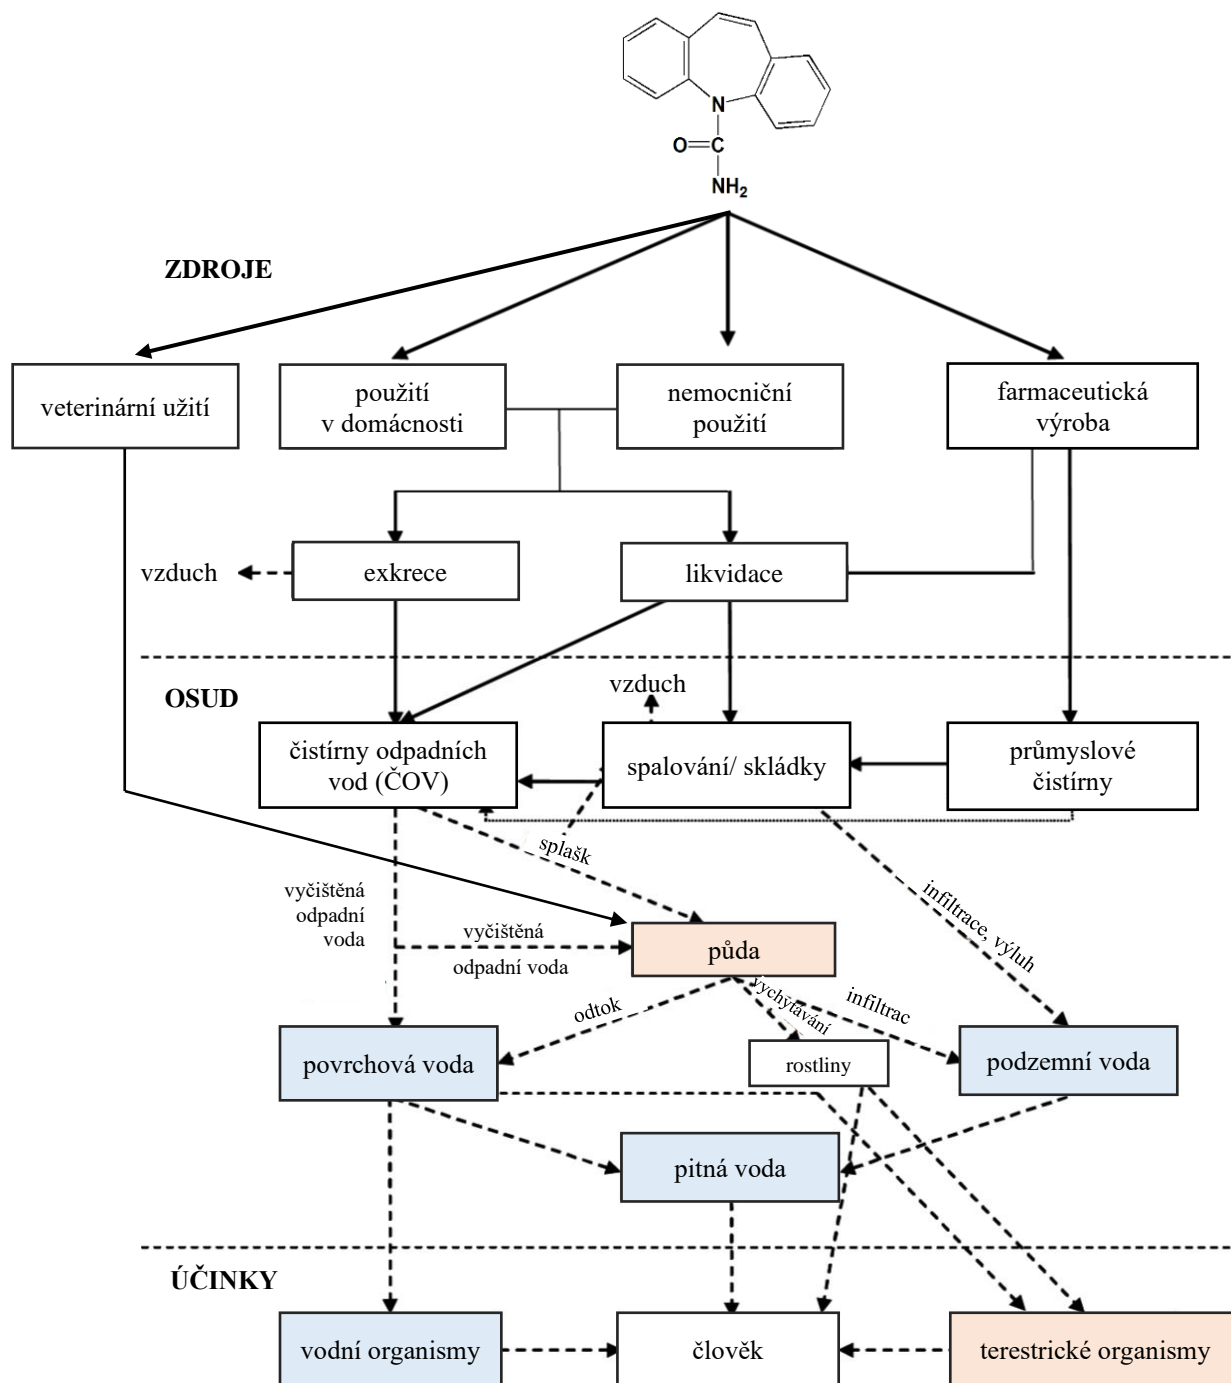 N
O=C
NH2
ZDROJE
veterinární užití
použití
v domácnosti
nemocniční
použití
farmaceutická
výroba
vzduch
exkrece
likvidace
OSUD
vzduch
čistírny odpadních
vod (ČOV)
spalování/ skládky
průmyslové
čistírny
splašk
vyčištěná
odpadní
voda
infiltrace, výluh
vyčištěná
odpadní voda
půda
odtok
vychytávání
infiltrac
povrchová voda
rostliny
podzemní voda
pitná voda
ÚČINKY
vodní organismy
člověk
terestrické organismy